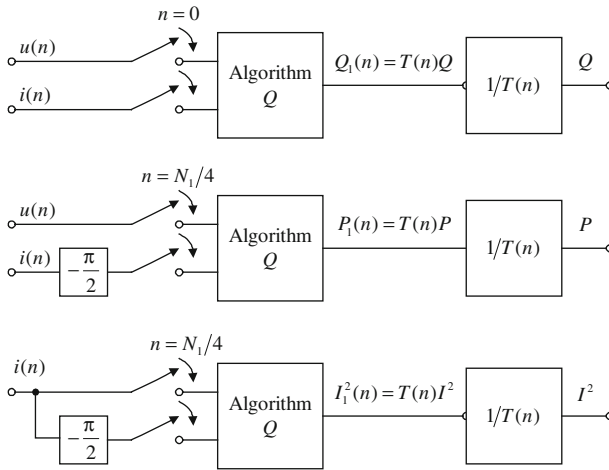 n = 0
u(n)
i(n)
Algorithm
Q
Q₁(n) = T(n)Q
1/T(n)
Q
n = N₁/4
u(n)
i(n)
−π/2
Algorithm
Q
P₁(n) = T(n)P
1/T(n)
P
n = N₁/4
i(n)
−π/2
Algorithm
Q
I₁²(n) = T(n)I²
1/T(n)
I²